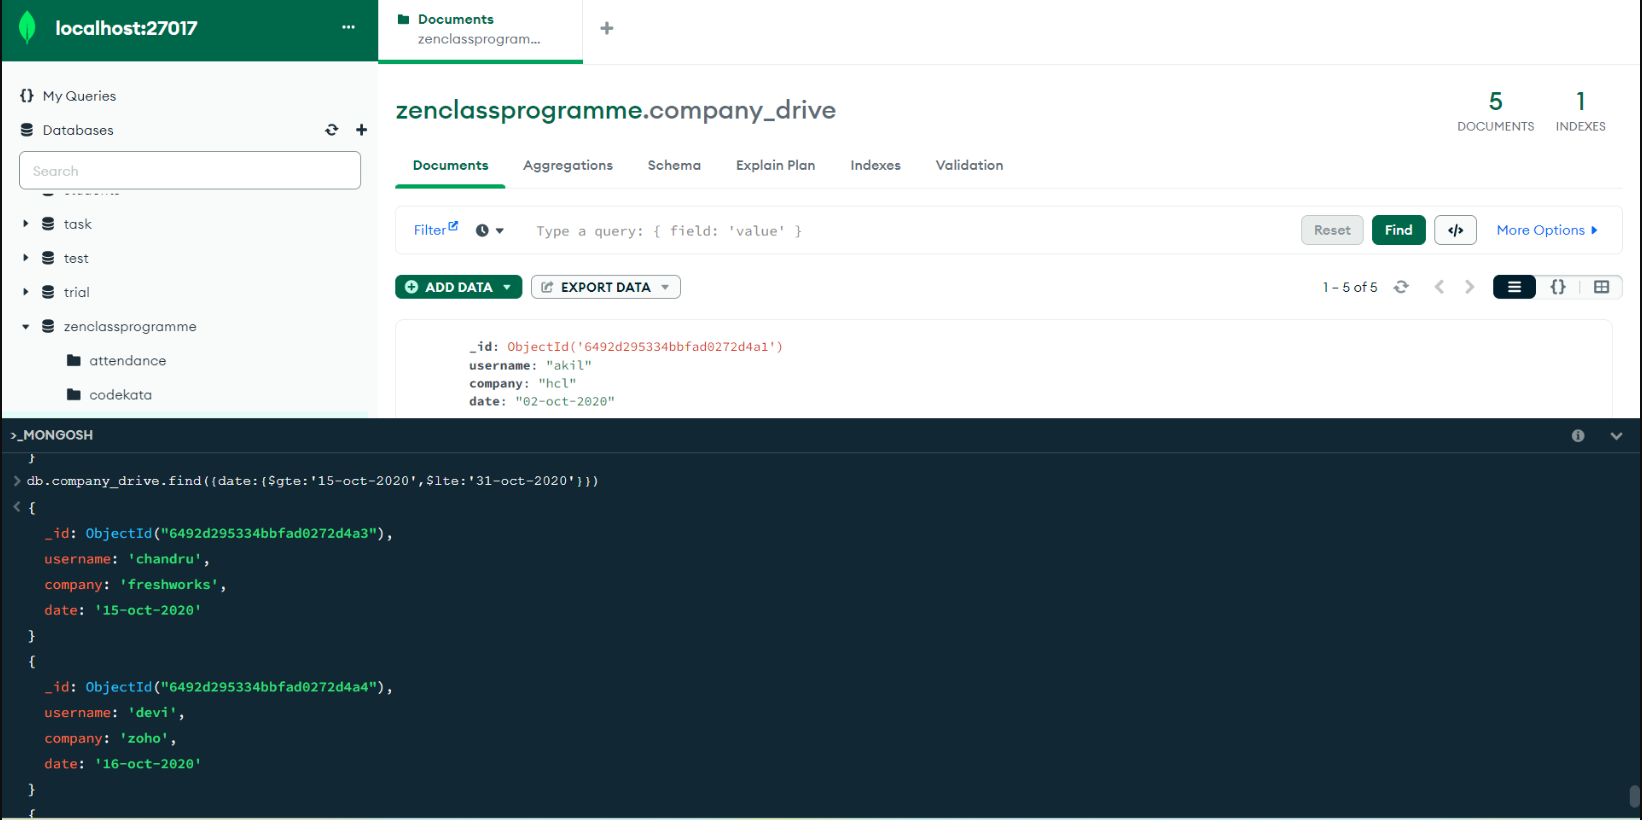 localhost:27017
...
Documents
zenclassprogram...
+
{} My Queries
Databases
Search
task
test
trial
zenclassprogramme
attendance
codekata
zenclassprogramme.company_drive
5
DOCUMENTS
1
INDEXES
Documents
Aggregations
Schema
Explain Plan
Indexes
Validation
Filter
Type a query: { field: 'value' }
Reset
Find
</>
More Options
ADD DATA
EXPORT DATA
1 – 5 of 5
{}
_id: ObjectId('6492d295334bbfad0272d4a1')
username: "akil"
company: "hcl"
date: "02-oct-2020"
>_MONGOSH
}
> db.company_drive.find({date:{$gte:'15-oct-2020',$lte:'31-oct-2020'}})
< {
_id: ObjectId("6492d295334bbfad0272d4a3"),
username: 'chandru',
company: 'freshworks',
date: '15-oct-2020'
}
{
_id: ObjectId("6492d295334bbfad0272d4a4"),
username: 'devi',
company: 'zoho',
date: '16-oct-2020'
}
{